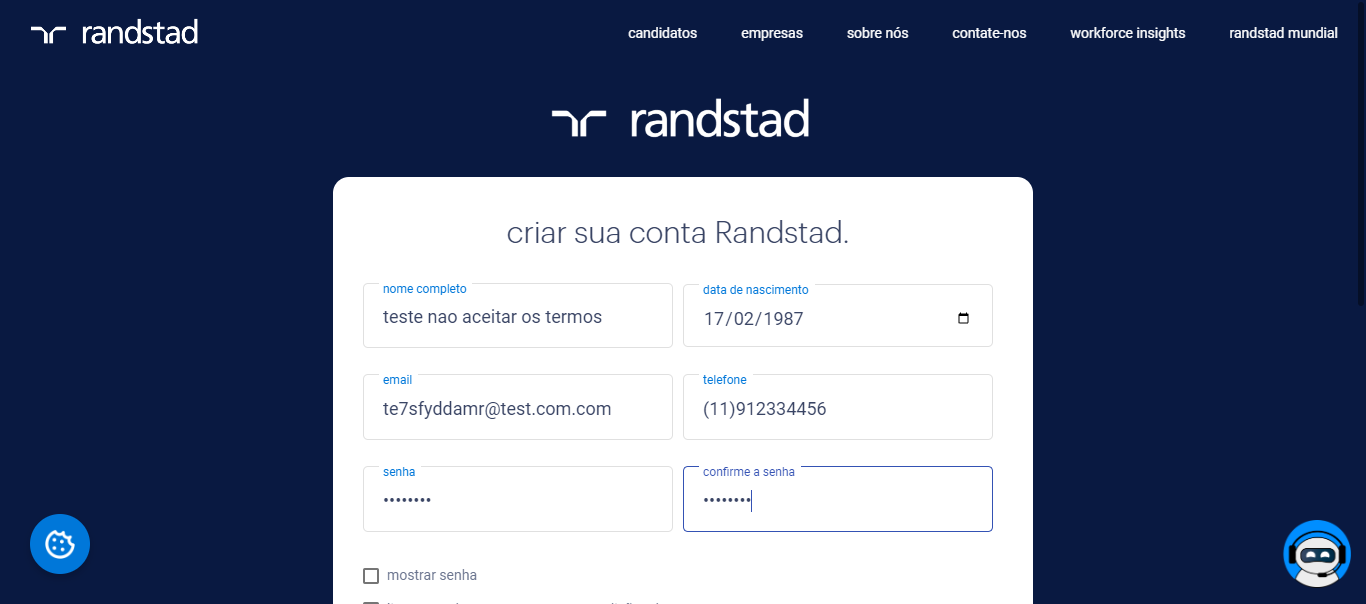 randstad
candidatos empresas sobre nós contate-nos workforce insights randstad mundial
randstad
criar sua conta Randstad.
nome completo data de nascimento
teste nao aceitar os termos 17/02/1987
email telefone
te7sfyddamr@test.com.com (11)912334456
senha confirme a senha
•••••••• ••••••••
mostrar senha